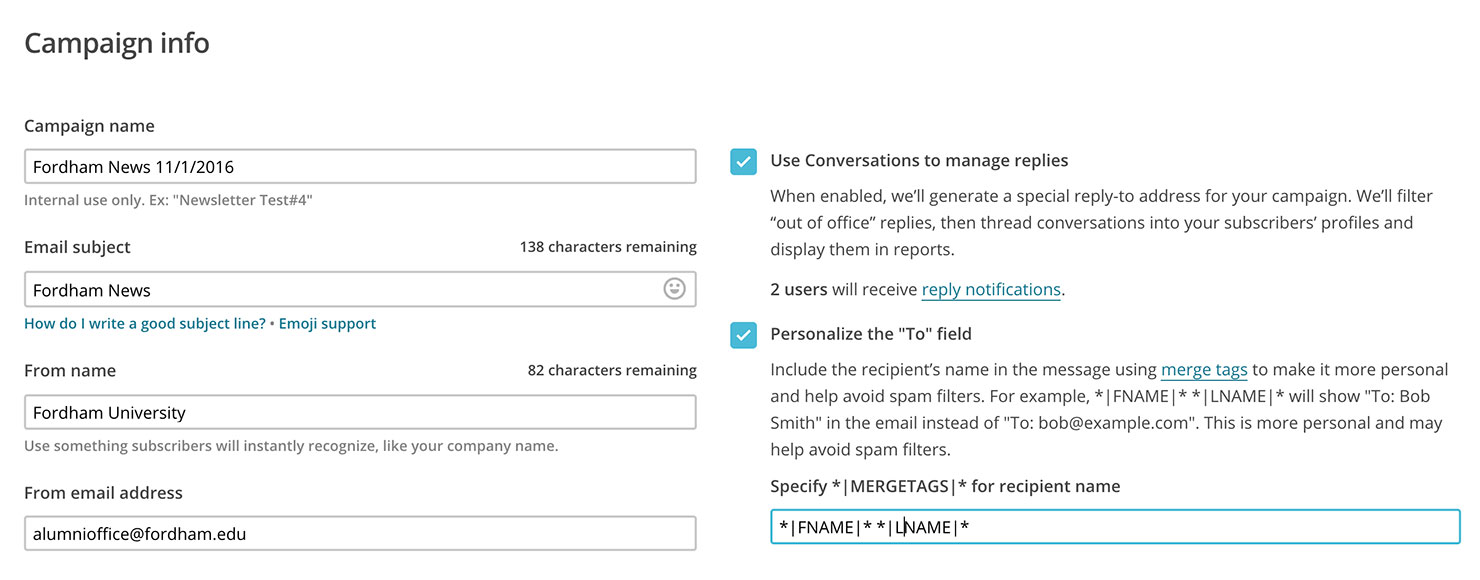 Campaign info
Campaign name
Fordham News 11/1/2016
Internal use only. Ex: "Newsletter Test#4"
Email subject 138 characters remaining
Fordham News
How do I write a good subject line? • Emoji support
From name 82 characters remaining
Fordham University
Use something subscribers will instantly recognize, like your company name.
From email address
alumnioffice@fordham.edu
Use Conversations to manage replies
When enabled, we’ll generate a special reply-to address for your campaign. We’ll filter
“out of office” replies, then thread conversations into your subscribers’ profiles and
display them in reports.
2 users will receive reply notifications.
Personalize the "To" field
Include the recipient’s name in the message using merge tags to make it more personal
and help avoid spam filters. For example, *|FNAME|* *|LNAME|* will show "To: Bob
Smith" in the email instead of "To: bob@example.com". This is more personal and may
help avoid spam filters.
Specify *|MERGETAGS|* for recipient name
*|FNAME|* *|LNAME|*